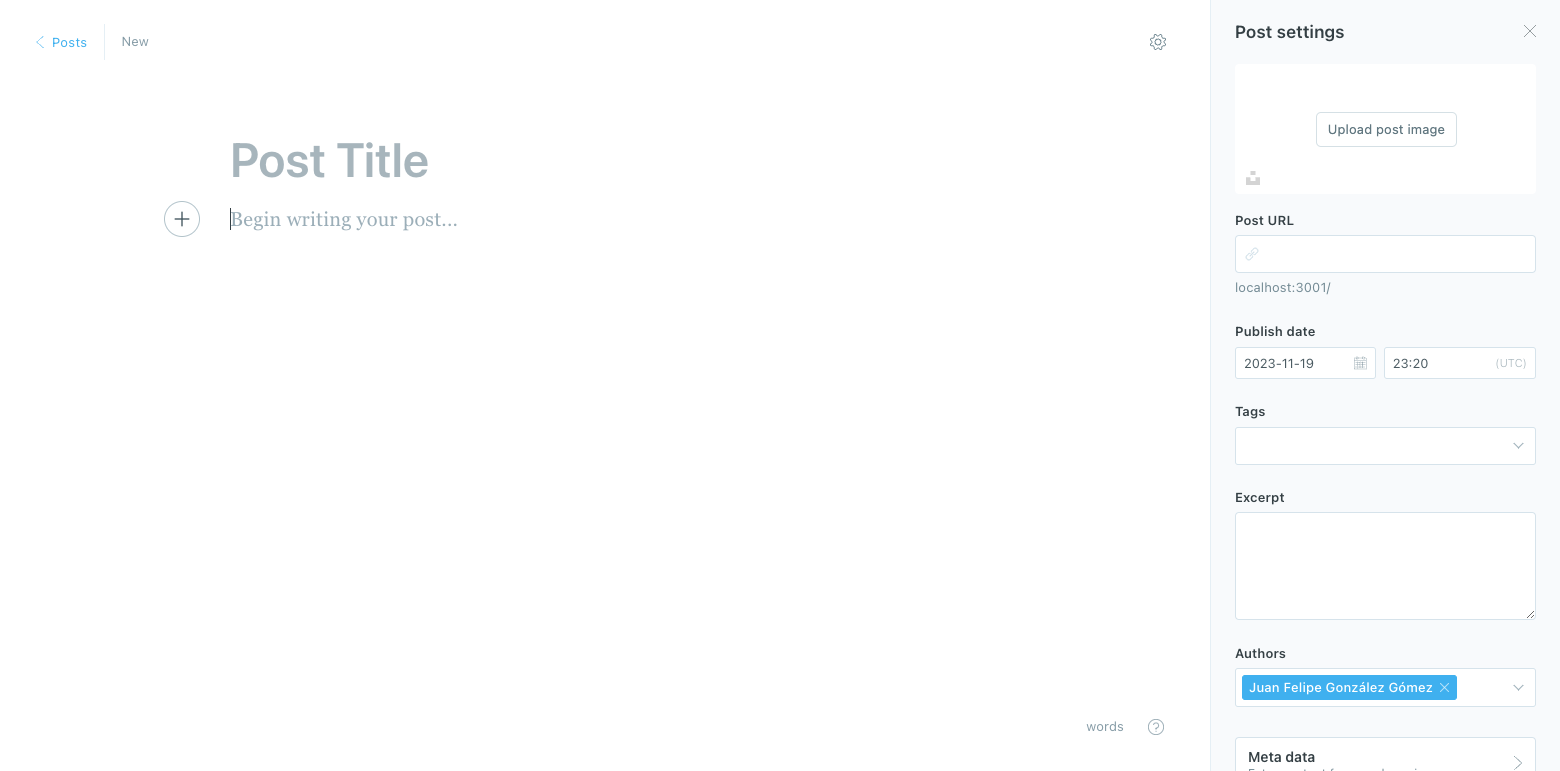 Posts
New
Post Title
Begin writing your post...
words
Post settings
Upload post image
Post URL
localhost:3001/
Publish date
2023-11-19
23:20 (UTC)
Tags
Excerpt
Authors
Juan Felipe González Gómez
Meta data